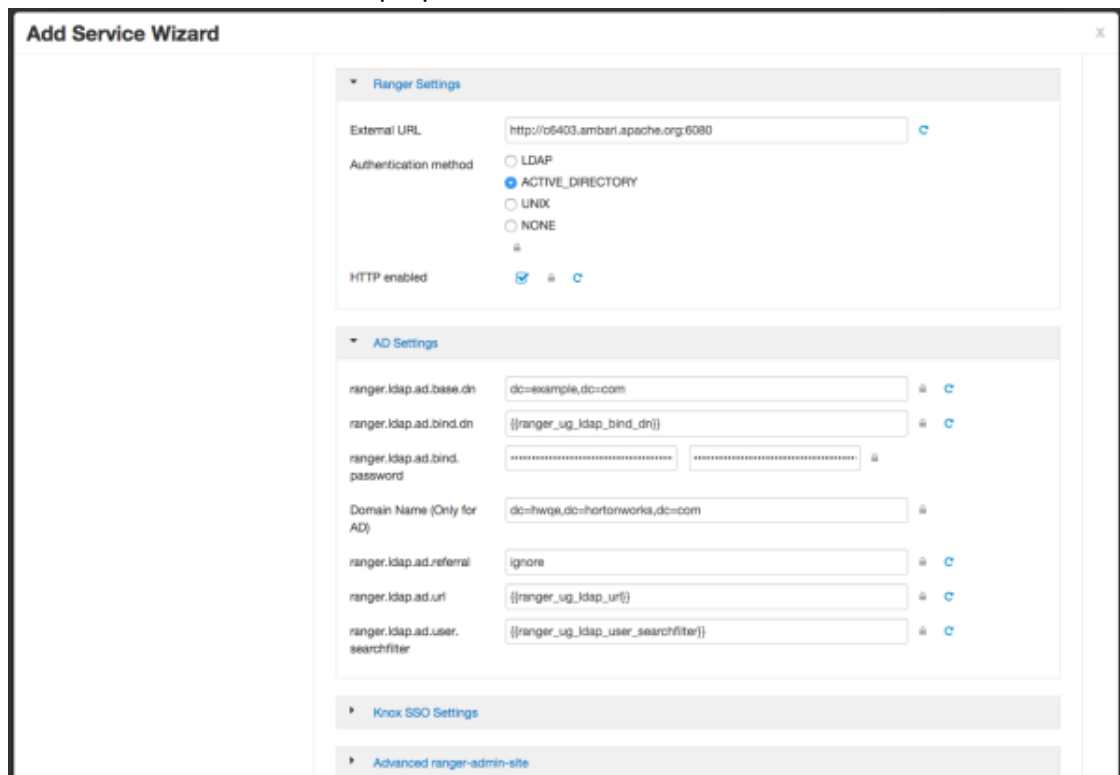 Add Service Wizard
x
Ranger Settings
External URL http://c6403.ambari.apache.org:6080
Authentication method LDAP
ACTIVE_DIRECTORY
UNIX
NONE
HTTP enabled
AD Settings
ranger.ldap.ad.base.dn dc=example,dc=com
ranger.ldap.ad.bind.dn {{ranger_ug_ldap_bind_dn}}
ranger.ldap.ad.bind.
password
Domain Name (Only for dc=hwqe,dc=hortonworks,dc=com
AD)
ranger.ldap.ad.referral ignore
ranger.ldap.ad.url {{ranger_ug_ldap_url}}
ranger.ldap.ad.user. {{ranger_ug_ldap_user_searchfilter}}
searchfilter
Knox SSO Settings
Advanced ranger-admin-site